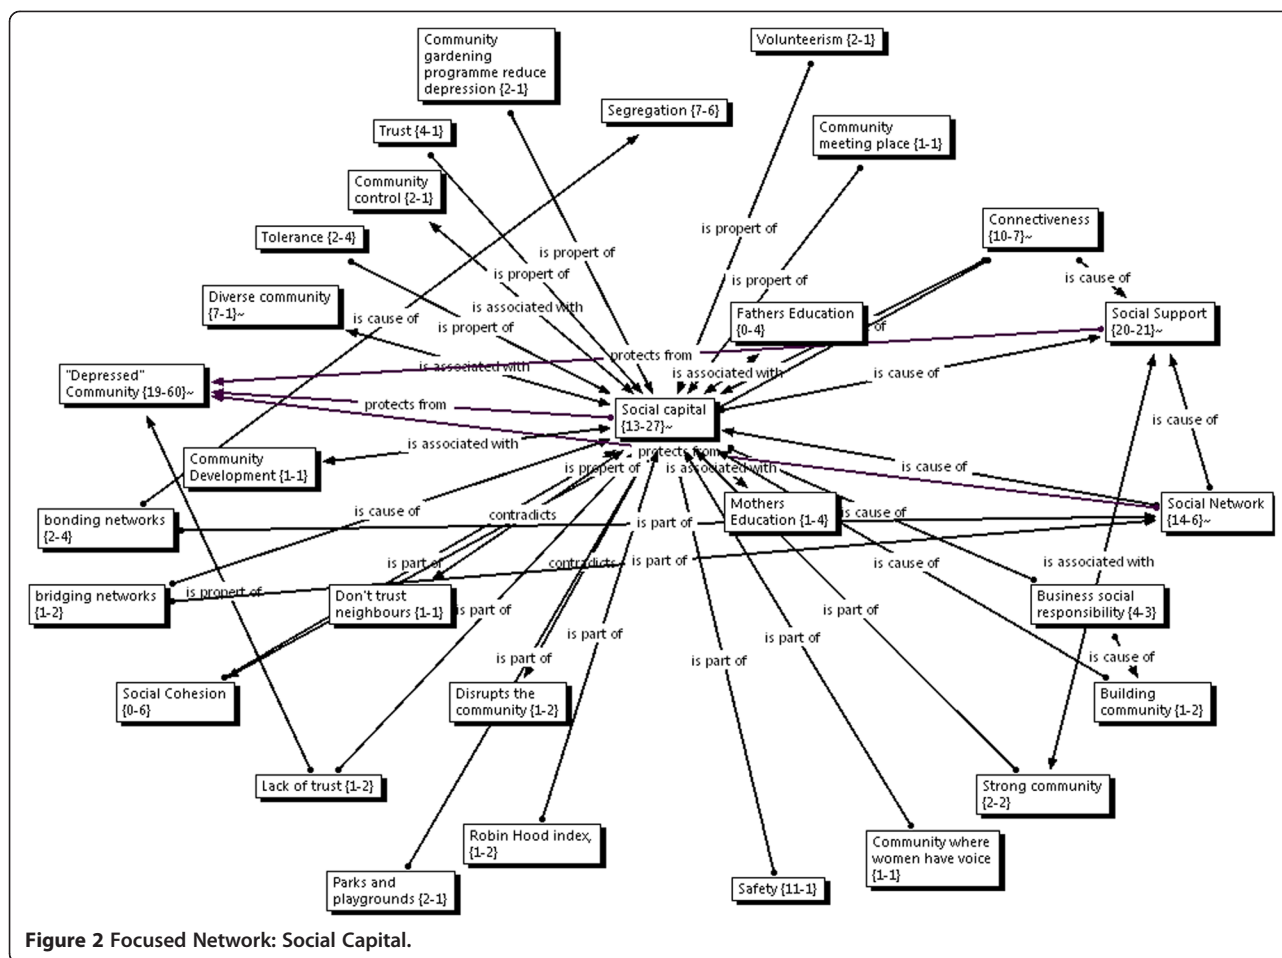 Community
gardening
programme reduce
depression {2-1}
Volunteerism {2-1}
Segregation {7-6}
Trust {4-1}
Community
meeting place {1-1}
Community
control {2-1}
Connectiveness
{10-7}~
Tolerance {2-4}
is propert of
is propert of
is propert of
is propert of
is cause of
Diverse community
{7-1}~
is associated with
Fathers Education
{0-4}
Social Support
{20-21}~
is cause of
is propert of
of
protects from
is associated with
is associated with
is cause of
"Depressed"
Community {19-60}~
protects from
Social capital
{13-27}~
is associated with
protects from
Community
Development {1-1}
is propert of
is associated with
is cause of
is cause of
bonding networks
{2-4}
is cause of
contradicts
is part of
Mothers
Education {1-4}
is cause of
Social Network
{14-6}~
is part of
contradicts
is part of
is cause of
is associated with
bridging networks
{1-2}
is propert of
Don't trust
neighbours {1-1}
is part of
is part of
is part of
is part of
Business social
responsibility {4-3}
is part of
is part of
is cause of
Social Cohesion
{0-6}
Disrupts the
community {1-2}
Building
community {1-2}
Lack of trust {1-2}
Strong community
{2-2}
Robin Hood index,
{1-2}
Community where
women have voice
{1-1}
Parks and
playgrounds {2-1}
Safety {11-1}
Figure 2 Focused Network: Social Capital.